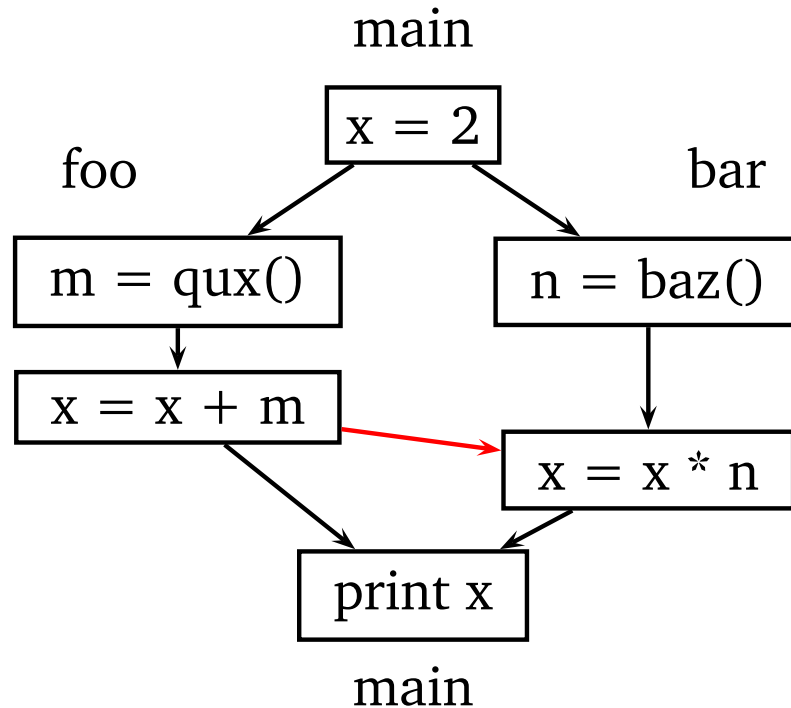 main
x = 2
foo
bar
m = qux()
n = baz()
x = x + m
x = x * n
print x
main